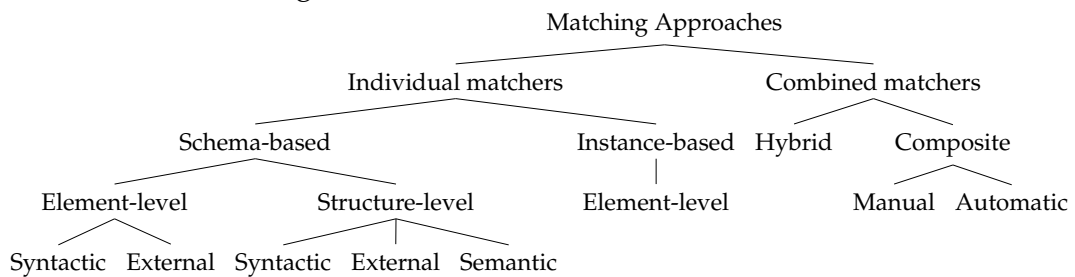 Matching Approaches
Individual matchers Combined matchers
Schema-based Instance-based Hybrid Composite
Element-level Structure-level Element-level Manual Automatic
Syntactic External Syntactic External Semantic